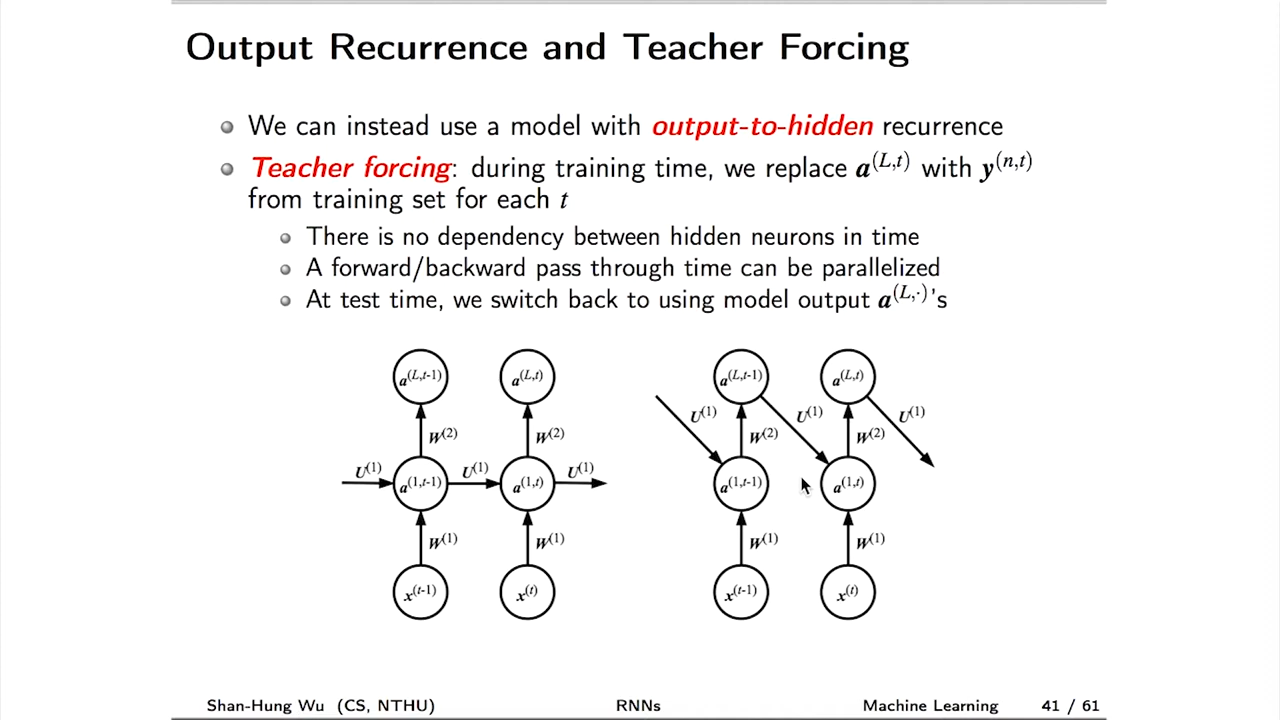 Output Recurrence and Teacher Forcing
We can instead use a model with output-to-hidden recurrence
Teacher forcing: during training time, we replace a^(L,t) with y^(n,t)
from training set for each t
There is no dependency between hidden neurons in time
A forward/backward pass through time can be parallelized
At test time, we switch back to using model output a^(L,·)'s
a^(L,t-1) a^(L,t) a^(L,t-1) a^(L,t)
U^(1) U^(1) U^(1)
W^(2) W^(2) W^(2) W^(2)
U^(1) U^(1) U^(1)
a^(1,t-1) a^(1,t) a^(1,t-1) a^(1,t)
W^(1) W^(1) W^(1) W^(1)
x^(t-1) x^(t) x^(t-1) x^(t)
Shan-Hung Wu (CS, NTHU) RNNs Machine Learning 41 / 61